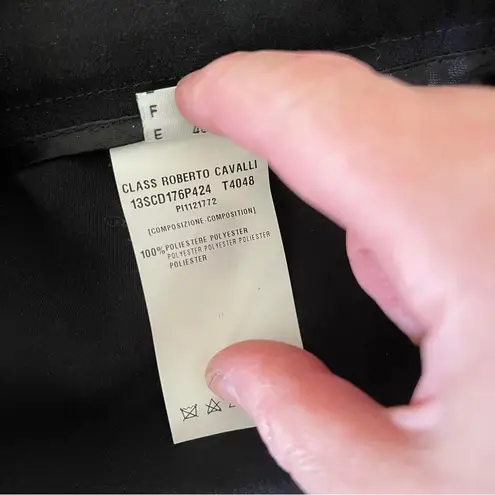 F
E
CLASS ROBERTO CAVALLI
13SCD176P424 T4048
PI1121772
[COMPOSIZIONE-COMPOSITION]
100% POLIESTERE POLYESTER
POLYESTER POLYESTER POLIESTER
POLIESTER